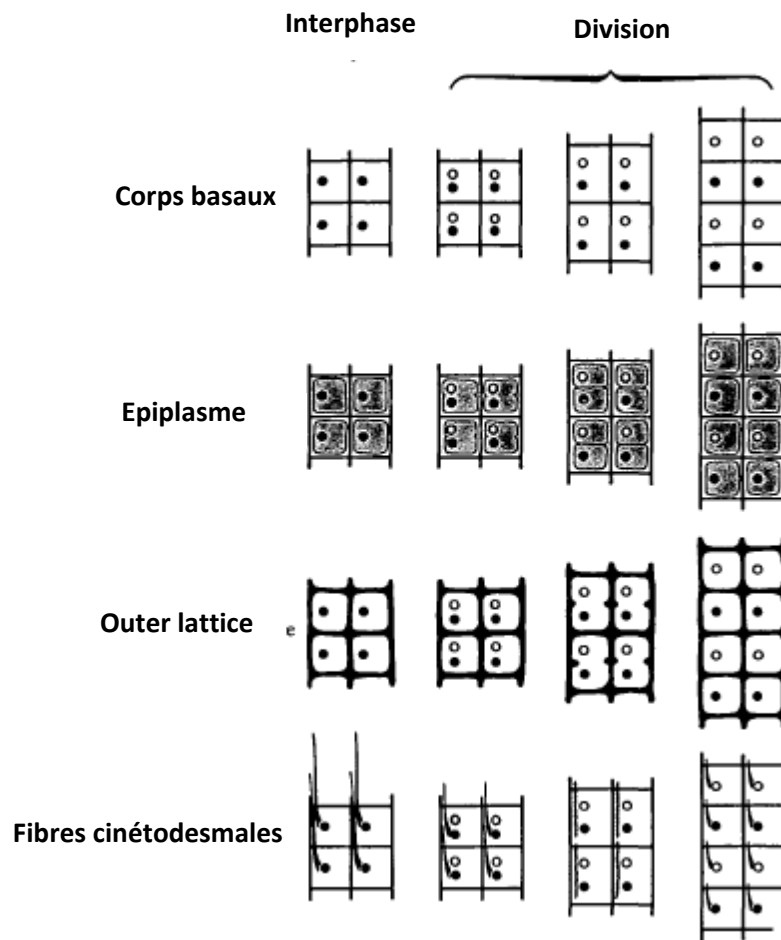 Interphase
Division
Corps basaux
Epiplasme
Outer lattice
e
Fibres cinétodesmales